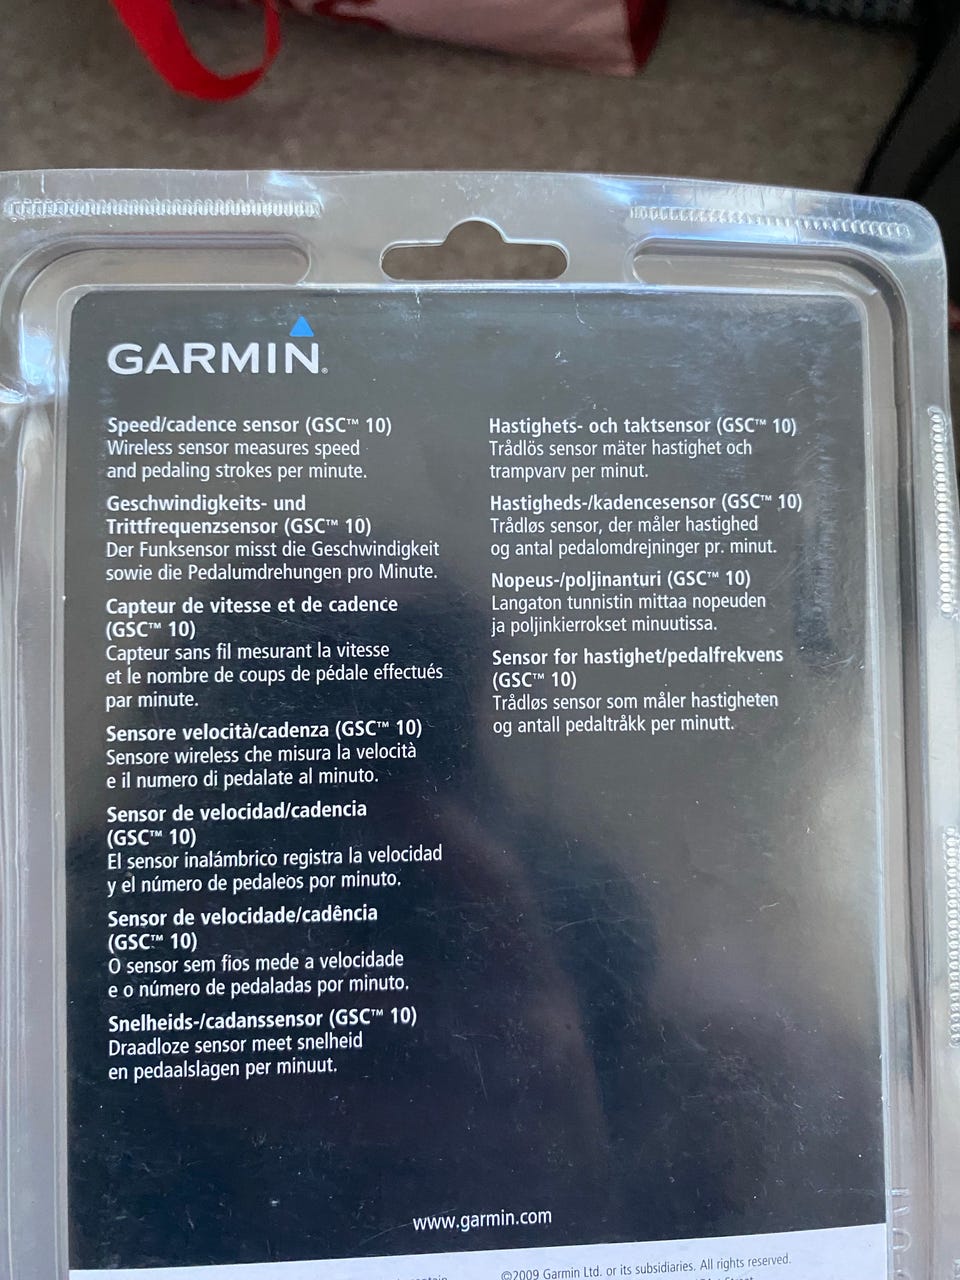 GARMIN®
Speed/cadence sensor (GSC™ 10)
Wireless sensor measures speed
and pedaling strokes per minute.
Geschwindigkeits- und
Trittfrequenzsensor (GSC™ 10)
Der Funksensor misst die Geschwindigkeit
sowie die Pedalumdrehungen pro Minute.
Capteur de vitesse et de cadence
(GSC™ 10)
Capteur sans fil mesurant la vitesse
et le nombre de coups de pédale effectués
par minute.
Sensore velocità/cadenza (GSC™ 10)
Sensore wireless che misura la velocità
e il numero di pedalate al minuto.
Sensor de velocidad/cadencia
(GSC™ 10)
El sensor inalámbrico registra la velocidad
y el número de pedaleos por minuto.
Sensor de velocidade/cadência
(GSC™ 10)
O sensor sem fios mede a velocidade
e o número de pedaladas por minuto.
Snelheids-/cadanssensor (GSC™ 10)
Draadloze sensor meet snelheid
en pedaalslagen per minuut.
Hastighets- och taktsensor (GSC™ 10)
Trådlös sensor mäter hastighet och
trampvarv per minut.
Hastigheds-/kadencesensor (GSC™ 10)
Trådløs sensor, der måler hastighed
og antal pedalomdrejninger pr. minut.
Nopeus-/poljinanturi (GSC™ 10)
Langaton tunnistin mittaa nopeuden
ja poljinkierrokset minuutissa.
Sensor for hastighet/pedalfrekvens
(GSC™ 10)
Trådløs sensor som måler hastigheten
og antall pedaltråkk per minutt.
www.garmin.com
©2009 Garmin Ltd. or its subsidiaries. All rights reserved.